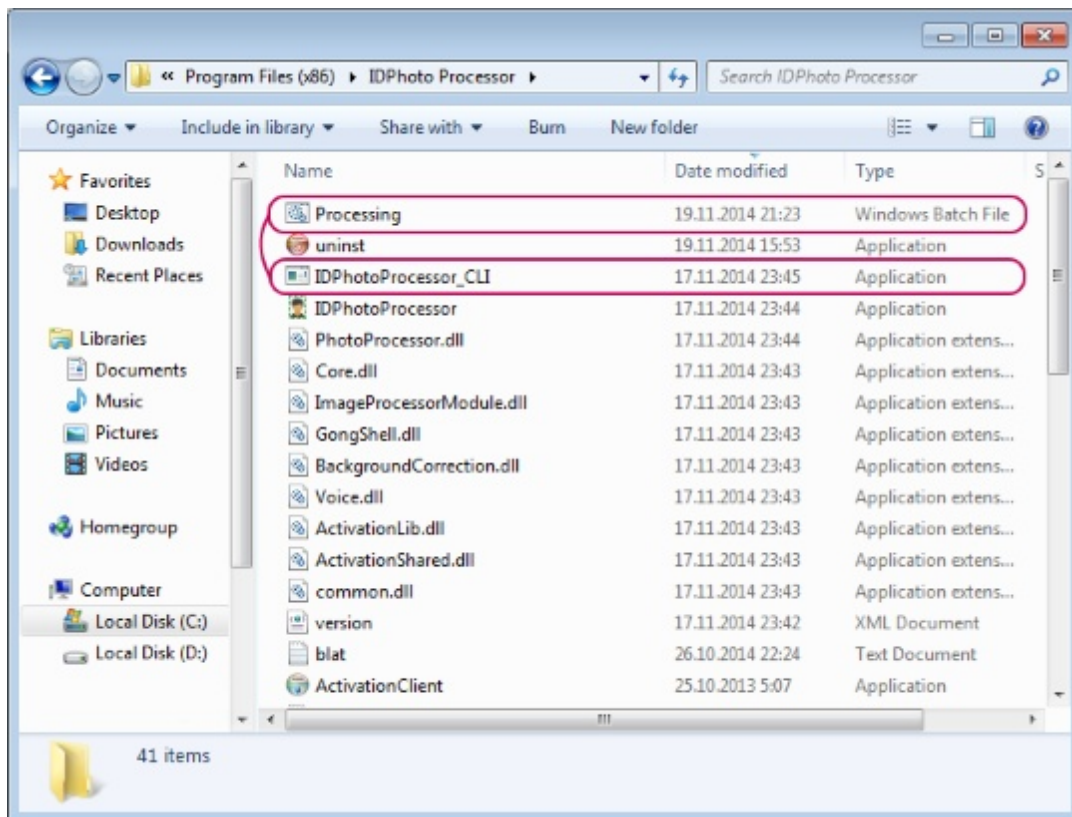 « Program Files (x86) ▸ IDPhoto Processor ▸ Search IDPhoto Processor
Organize Include in library Share with Burn New folder
Favorites
Desktop
Downloads
Recent Places
Libraries
Documents
Music
Pictures
Videos
Homegroup
Computer
Local Disk (C:)
Local Disk (D:)
Name Date modified Type S
Processing 19.11.2014 21:23 Windows Batch File
uninst 19.11.2014 15:53 Application
IDPhotoProcessor_CLI 17.11.2014 23:45 Application
IDPhotoProcessor 17.11.2014 23:44 Application
PhotoProcessor.dll 17.11.2014 23:44 Application extens...
Core.dll 17.11.2014 23:43 Application extens...
ImageProcessorModule.dll 17.11.2014 23:43 Application extens...
GongShell.dll 17.11.2014 23:43 Application extens...
BackgroundCorrection.dll 17.11.2014 23:43 Application extens...
Voice.dll 17.11.2014 23:43 Application extens...
ActivationLib.dll 17.11.2014 23:43 Application extens...
ActivationShared.dll 17.11.2014 23:43 Application extens...
common.dll 17.11.2014 23:43 Application extens...
version 17.11.2014 23:42 XML Document
blat 26.10.2014 22:24 Text Document
ActivationClient 25.10.2013 5:07 Application
41 items